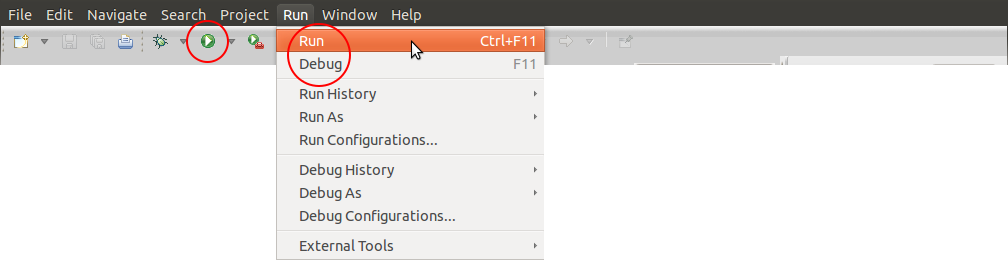 File Edit Navigate Search Project Run Window Help
Run Ctrl+F11
Debug F11
Run History
Run As
Run Configurations...
Debug History
Debug As
Debug Configurations...
External Tools